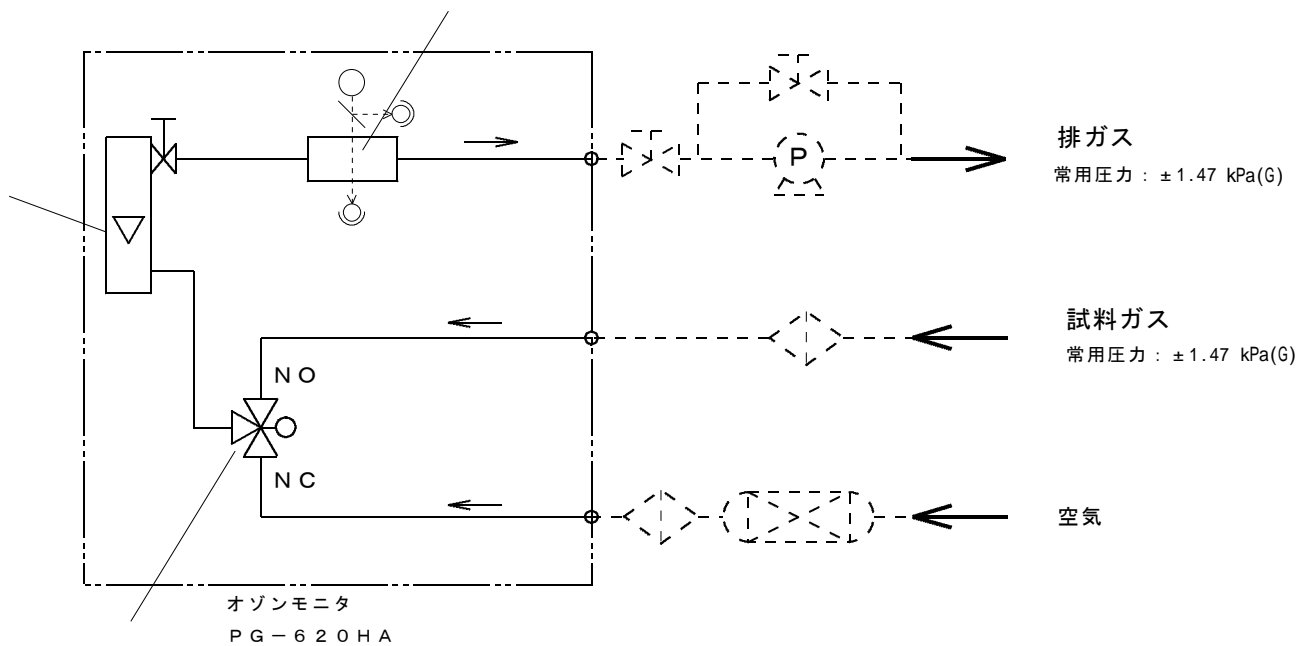 P
排ガス
常用圧力：±1.47 kPa(G)
試料ガス
常用圧力：±1.47 kPa(G)
ＮＯ
ＮＣ
空気
オゾンモニタ
ＰＧ－６２０ＨＡ